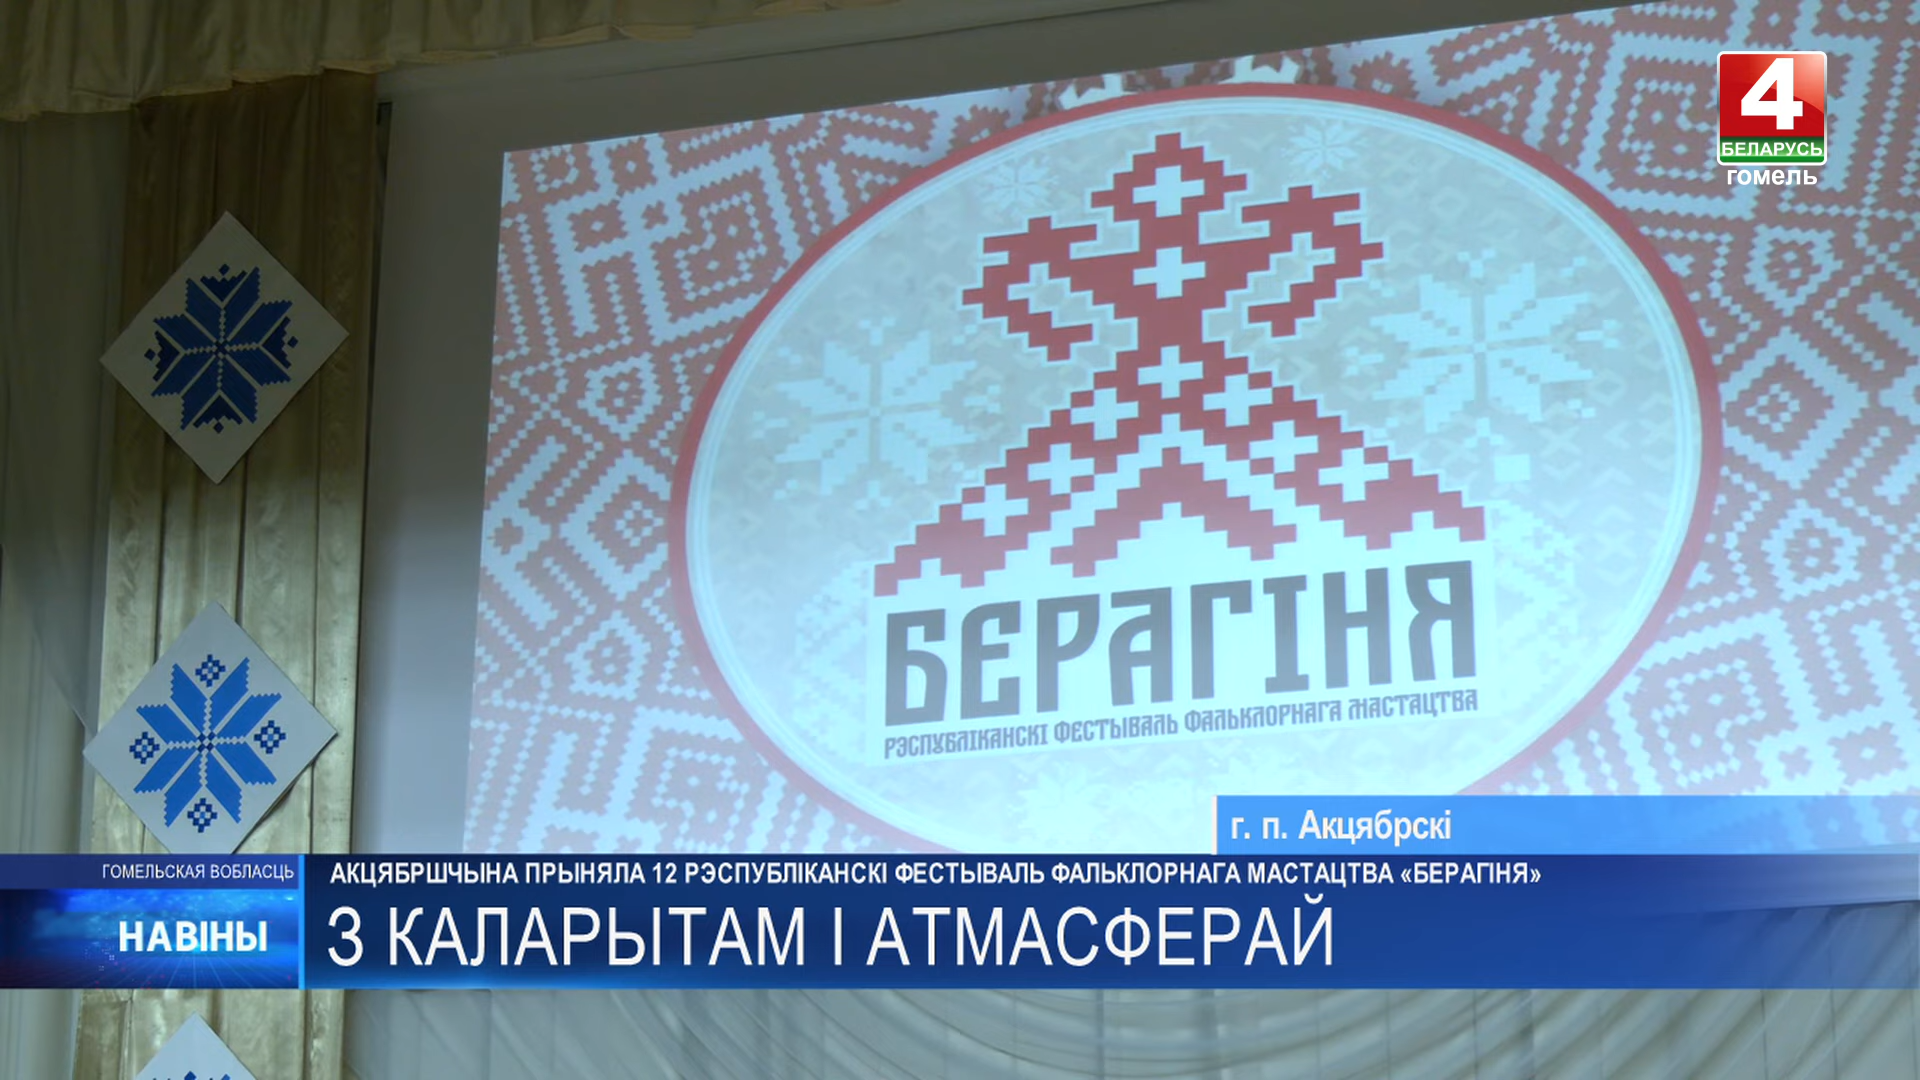 4
БЕЛАРУСЬ
гомель
БЕРАГІНЯ
РЭСПУБЛІКАНСКІ ФЕСТЫВАЛЬ ФАЛЬКЛОРНАГА МАСТАЦТВА
г. п. Акцябрскі
ГОМЕЛЬСКАЯ ВОБЛАСЦЬ
АКЦЯБРШЧЫНА ПРЫНЯЛА 12 РЭСПУБЛІКАНСКІ ФЕСТЫВАЛЬ ФАЛЬКЛОРНАГА МАСТАЦТВА «БЕРАГІНЯ»
НАВІНЫ
З КАЛАРЫТАМ І АТМАСФЕРАЙ